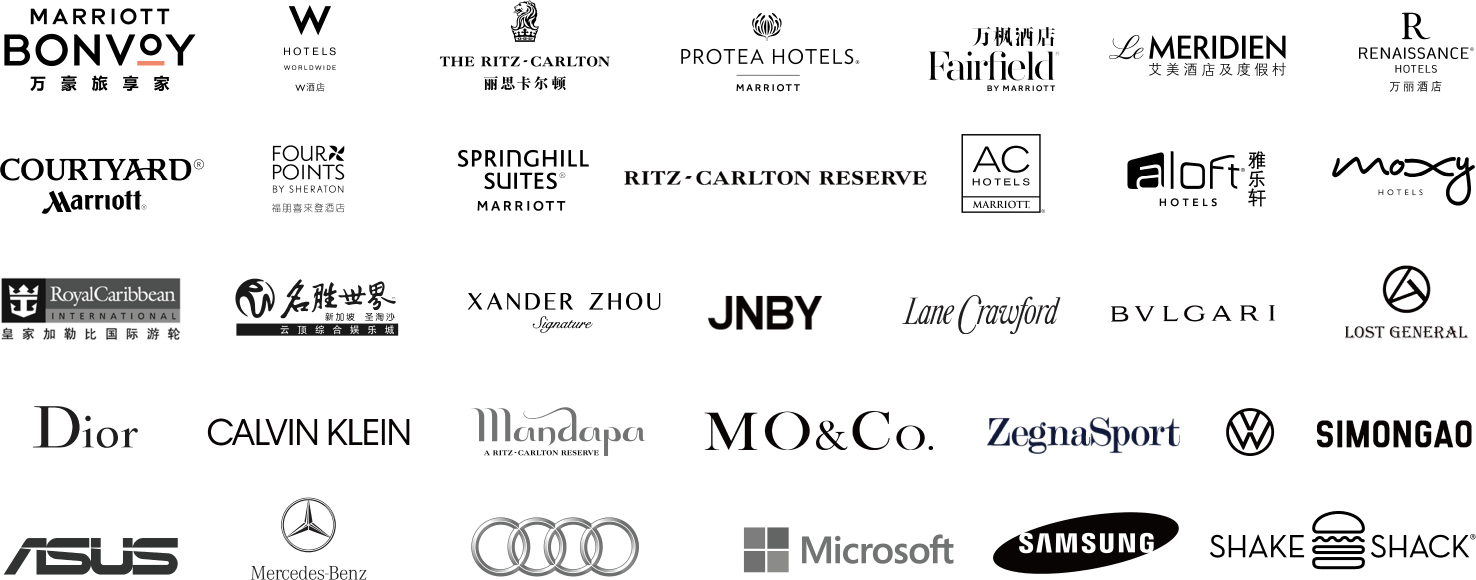 MARRIOTT
BONVOY
万豪旅享家
W
HOTELS
WORLDWIDE
W酒店
THE RITZ-CARLTON
丽思卡尔顿
PROTEA HOTELS®
MARRIOTT
万枫酒店
Fairfield
BY MARRIOTT
Le MERIDIEN
艾美酒店及度假村
R
RENAISSANCE®
HOTELS
万丽酒店
COURTYARD®
Marriott®
FOUR
POINTS
BY SHERATON
福朋喜来登酒店
SPRINGHILL
SUITES®
MARRIOTT
RITZ-CARLTON RESERVE
AC
HOTELS
MARRIOTT®
aloft®
HOTELS
雅乐轩
moxy
HOTELS
RoyalCaribbean
INTERNATIONAL
皇家加勒比国际游轮
名胜世界
新加坡 圣淘沙
云顶综合娱乐城
XANDER ZHOU
Signature
JNBY
Lane Crawford
BVLGARI
LOST GENERAL
Dior
CALVIN KLEIN
mandapa
A RITZ-CARLTON RESERVE
MO&Co.
ZegnaSport
SIMONGAO
ASUS
Mercedes-Benz
Microsoft
SAMSUNG
SHAKE SHACK®